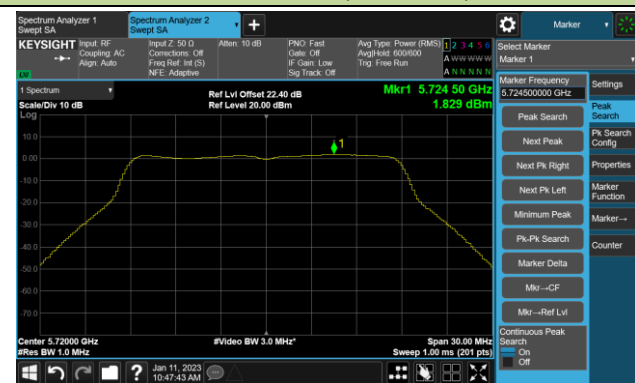 Spectrum Analyzer 1
Swept SA
Spectrum Analyzer 2
Swept SA
+
Marker
KEYSIGHT
Input: RF
Coupling: AC
Align: Auto
Input Z: 50 Ω
Corrections: Off
Freq Ref: Int (S)
NFE: Adaptive
Atten: 10 dB
PNO: Fast
Gate: Off
IF Gain: Low
Sig Track: Off
Avg Type: Power (RMS)
Avg|Hold: 600/600
Trig: Free Run
1 2 3 4 5 6
A W W W W W
A N N N N N
Select Marker
Marker 1
1 Spectrum
Scale/Div 10 dB
Log
Ref Lvl Offset 22.40 dB
Ref Level 20.00 dBm
Mkr1 5.724 50 GHz
1.829 dBm
10.0
0.00
-10.0
-20.0
-30.0
-40.0
-50.0
-60.0
-70.0
1
Center 5.72000 GHz
#Res BW 1.0 MHz
#Video BW 3.0 MHz*
Span 30.00 MHz
Sweep 1.00 ms (201 pts)
Marker Frequency
5.724500000 GHz
Peak Search
Next Peak
Next Pk Right
Next Pk Left
Minimum Peak
Pk-Pk Search
Marker Delta
Mkr→CF
Mkr→Ref Lvl
Continuous Peak
Search
On
Off
Settings
Peak
Search
Pk Search
Config
Properties
Marker
Function
Marker→
Counter
?
Jan 11, 2023
10:47:43 AM